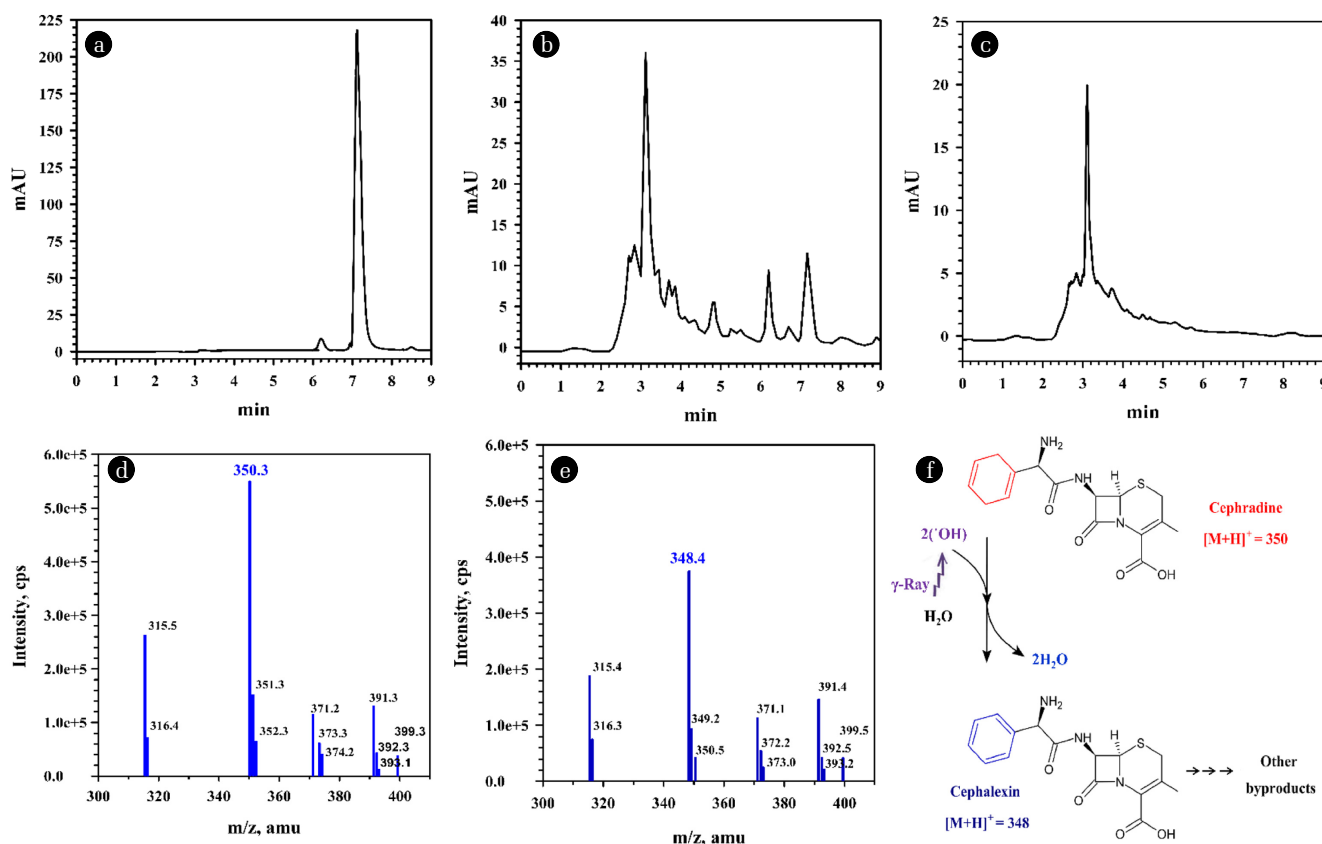 a
225
200
175
150
125
100
75
50
25
0
mAU
0 1 2 3 4 5 6 7 8 9
min
b
40
35
30
25
20
15
10
5
0
mAU
0 1 2 3 4 5 6 7 8 9
min
c
25
20
15
10
5
0
mAU
0 1 2 3 4 5 6 7 8 9
min
d
6.0e+5
5.0e+5
4.0e+5
3.0e+5
2.0e+5
1.0e+5
0.0
Intensity, cps
350.3
315.5
316.4
351.3
352.3
371.2
373.3
374.2
391.3
399.3
392.3
393.1
300 320 340 360 380 400
m/z, amu
e
6.0e+5
5.0e+5
4.0e+5
3.0e+5
2.0e+5
1.0e+5
0.0
Intensity, cps
348.4
315.4
316.3
349.2
350.5
371.1
372.2
373.0
391.4
399.5
392.5
393.2
300 320 340 360 380 400
m/z, amu
f
NH2
H
S
NH
O
N
O
O
OH
Cephradine
[M+H]+ = 350
2(˙OH)
γ-Ray
H2O
2H2O
NH2
H
S
NH
O
N
O
O
OH
Cephalexin
[M+H]+ = 348
Other
byproducts